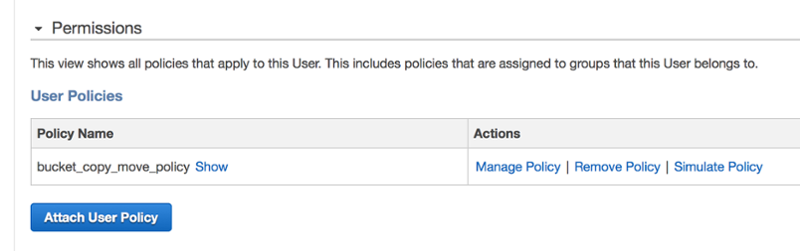 Permissions
This view shows all policies that apply to this User. This includes policies that are assigned to groups that this User belongs to.
User Policies
Policy Name Actions
bucket_copy_move_policy Show Manage Policy | Remove Policy | Simulate Policy
Attach User Policy